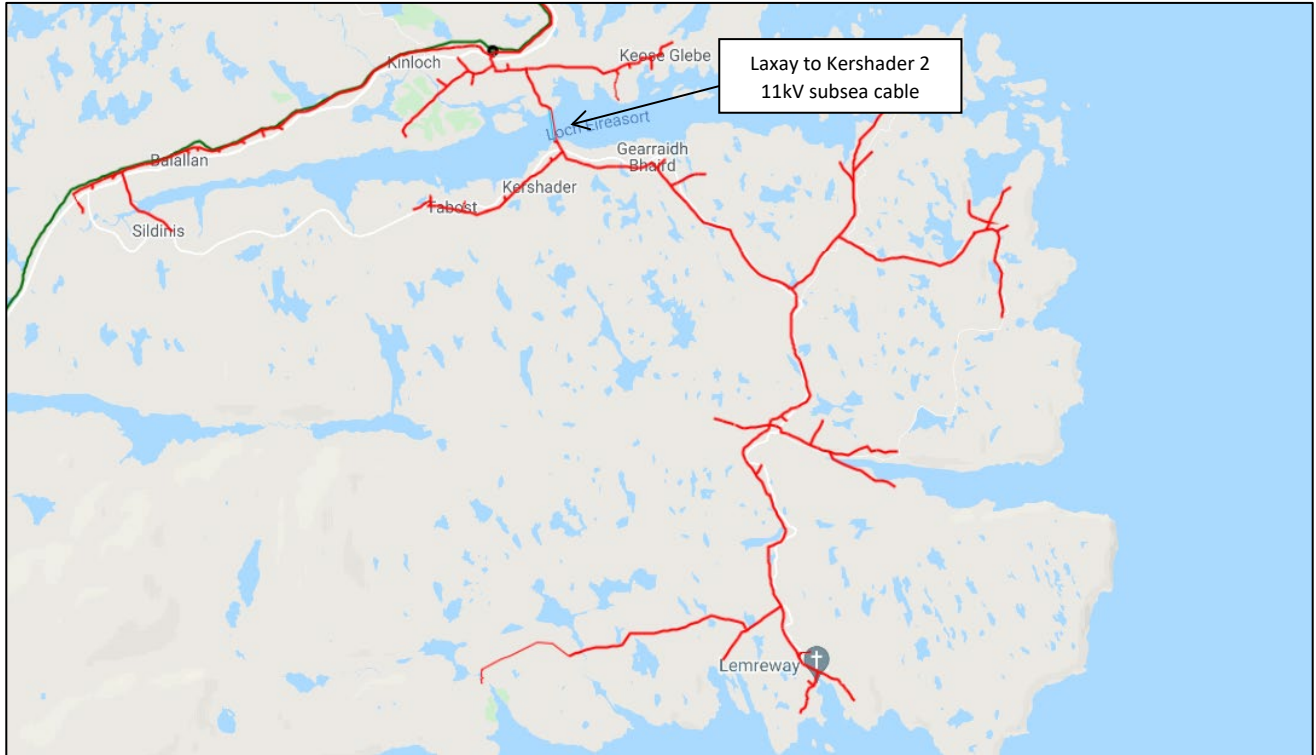 Keose Glebe
Kinloch
Laxay to Kershader 2
11kV subsea cable
Loch Eireasort
Balallan
Gearraidh
Bhaird
Kershader
Tabost
Sildinis
Lemreway